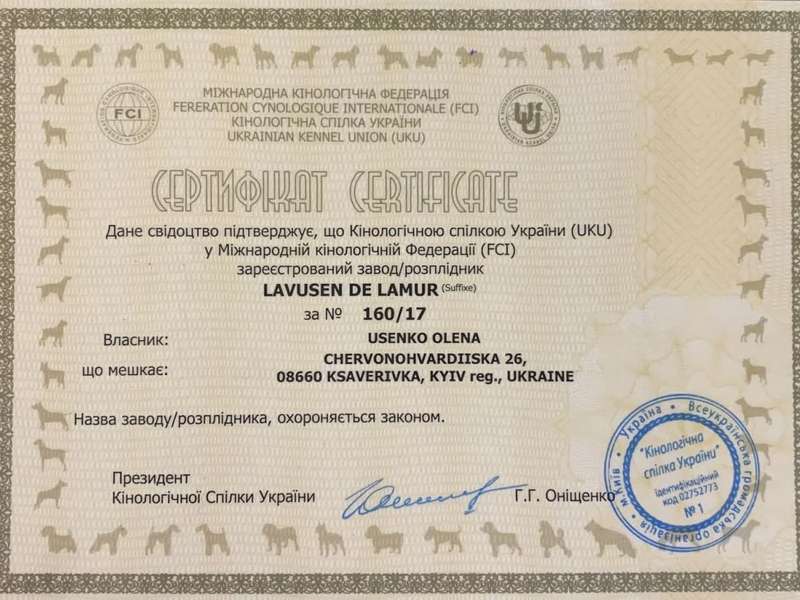 МІЖНАРОДНА КІНОЛОГІЧНА ФЕДЕРАЦІЯ
FERERATION CYNOLOGIQUE INTERNATIONALE (FCI)
КІНОЛОГІЧНА СПІЛКА УКРАЇНИ
UKRAINIAN KENNEL UNION (UKU)
FCI
СЕРТИФІКАТ CERTIFICATE
Дане свідоцтво підтверджує, що Кінологічною спілкою України (UKU)
у Міжнародній кінологічній Федерації (FCI)
зареєстрований завод/розплідник
LAVUSEN DE LAMUR (Suffixe)
за № 160/17
Власник: USENKO OLENA
що мешкає: CHERVONOHVARDIISKA 26,
08660 KSAVERIVKA, KYIV reg., UKRAINE
Назва заводу/розплідника, охороняється законом.
Президент
Кінологічної Спілки України Г.Г. Оніщенко
Україна • Всеукраїнська громадська організація • м.Київ •
"Кінологічна
спілка України"
ідентифікаційний
код 02752773
№ 1